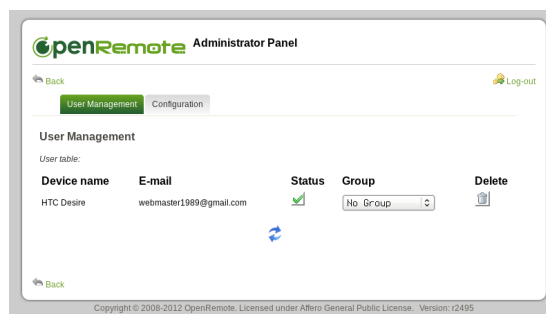 OpenRemote Administrator Panel
Back Log-out
User Management Configuration
User Management
User table:
Device name E-mail Status Group Delete
HTC Desire webmaster1989@gmail.com No Group
Back
Copyright © 2008-2012 OpenRemote. Licensed under Affero General Public License. Version: r2495